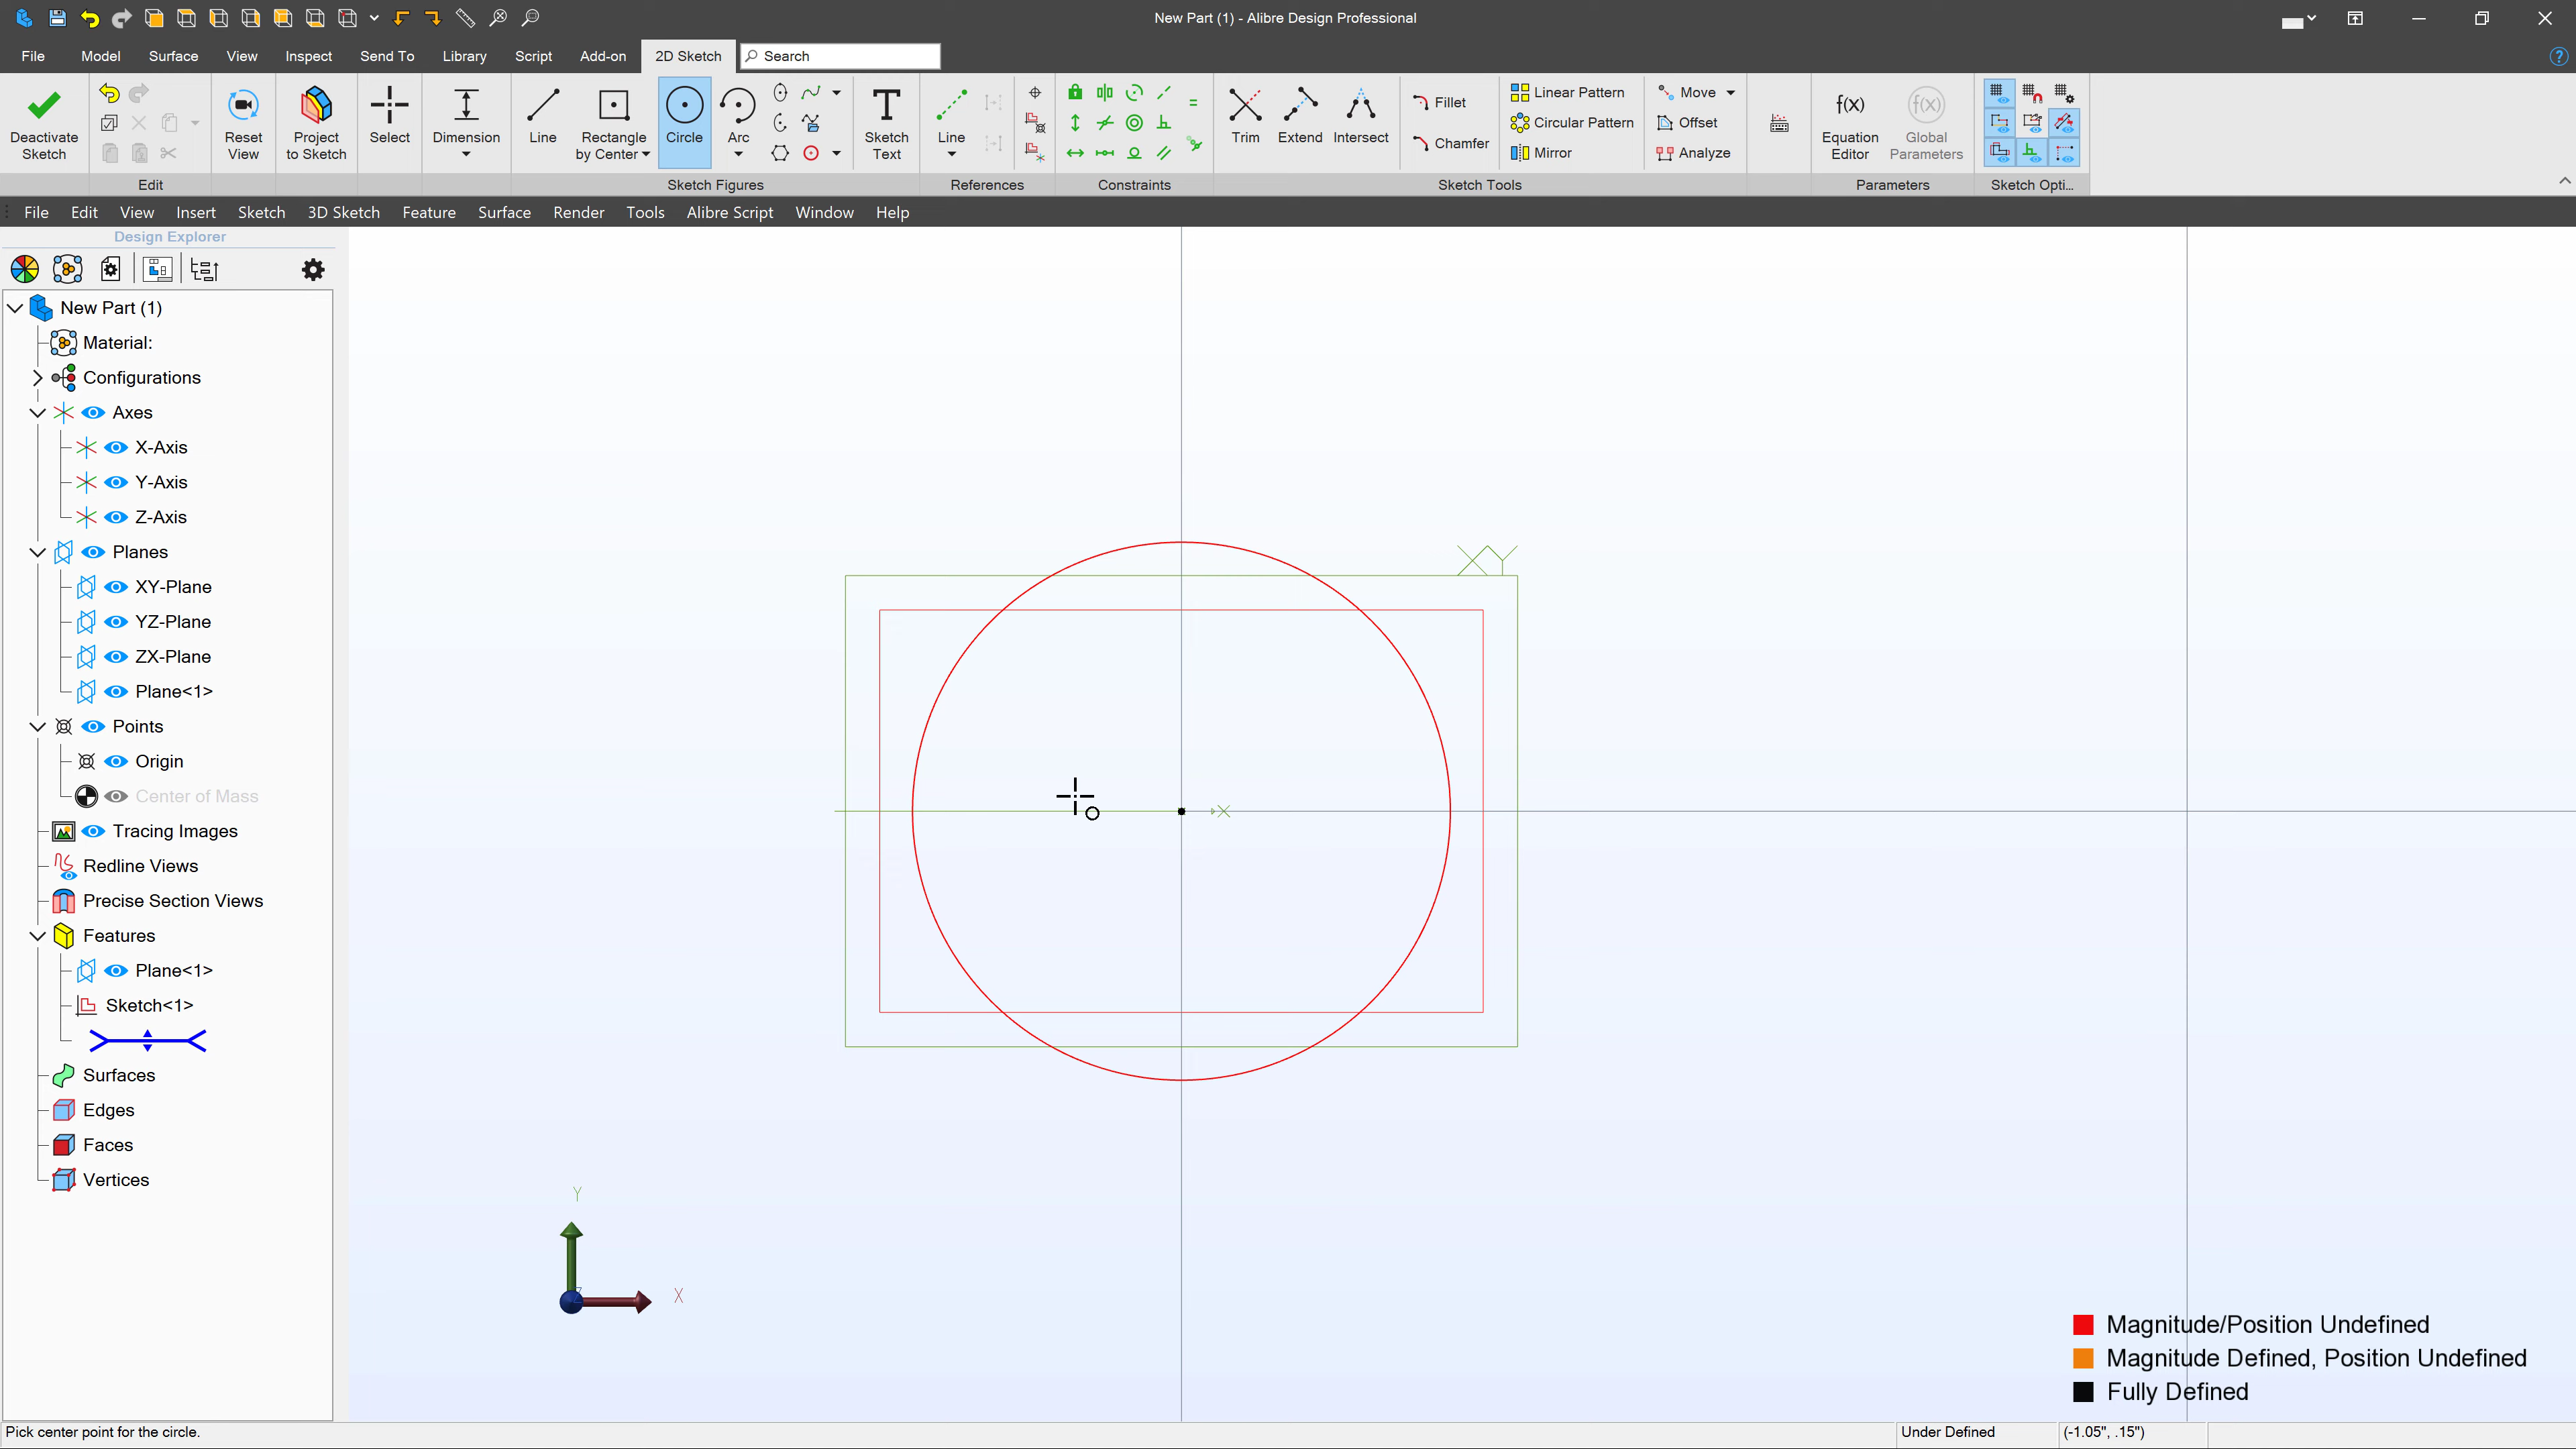 New Part (1) - Alibre Design Professional
File Model Surface View Inspect Send To Library Script Add-on 2D Sketch Search
Deactivate Sketch
Reset View
Project to Sketch
Select
Dimension
Line
Rectangle by Center
Circle
Arc
Sketch Text
Line
Trim
Extend
Intersect
Fillet
Chamfer
Linear Pattern
Circular Pattern
Mirror
Move
Offset
Analyze
Equation Editor
Global Parameters
Edit Sketch Figures References Constraints Sketch Tools Parameters Sketch Opti...
File Edit View Insert Sketch 3D Sketch Feature Surface Render Tools Alibre Script Window Help
Design Explorer
New Part (1)
Material:
Configurations
Axes
X-Axis
Y-Axis
Z-Axis
Planes
XY-Plane
YZ-Plane
ZX-Plane
Plane<1>
Points
Origin
Center of Mass
Tracing Images
Redline Views
Precise Section Views
Features
Plane<1>
Sketch<1>
Surfaces
Edges
Faces
Vertices
XY
X
Y
X
Magnitude/Position Undefined
Magnitude Defined, Position Undefined
Fully Defined
Pick center point for the circle.
Under Defined
(-1.05", .15")